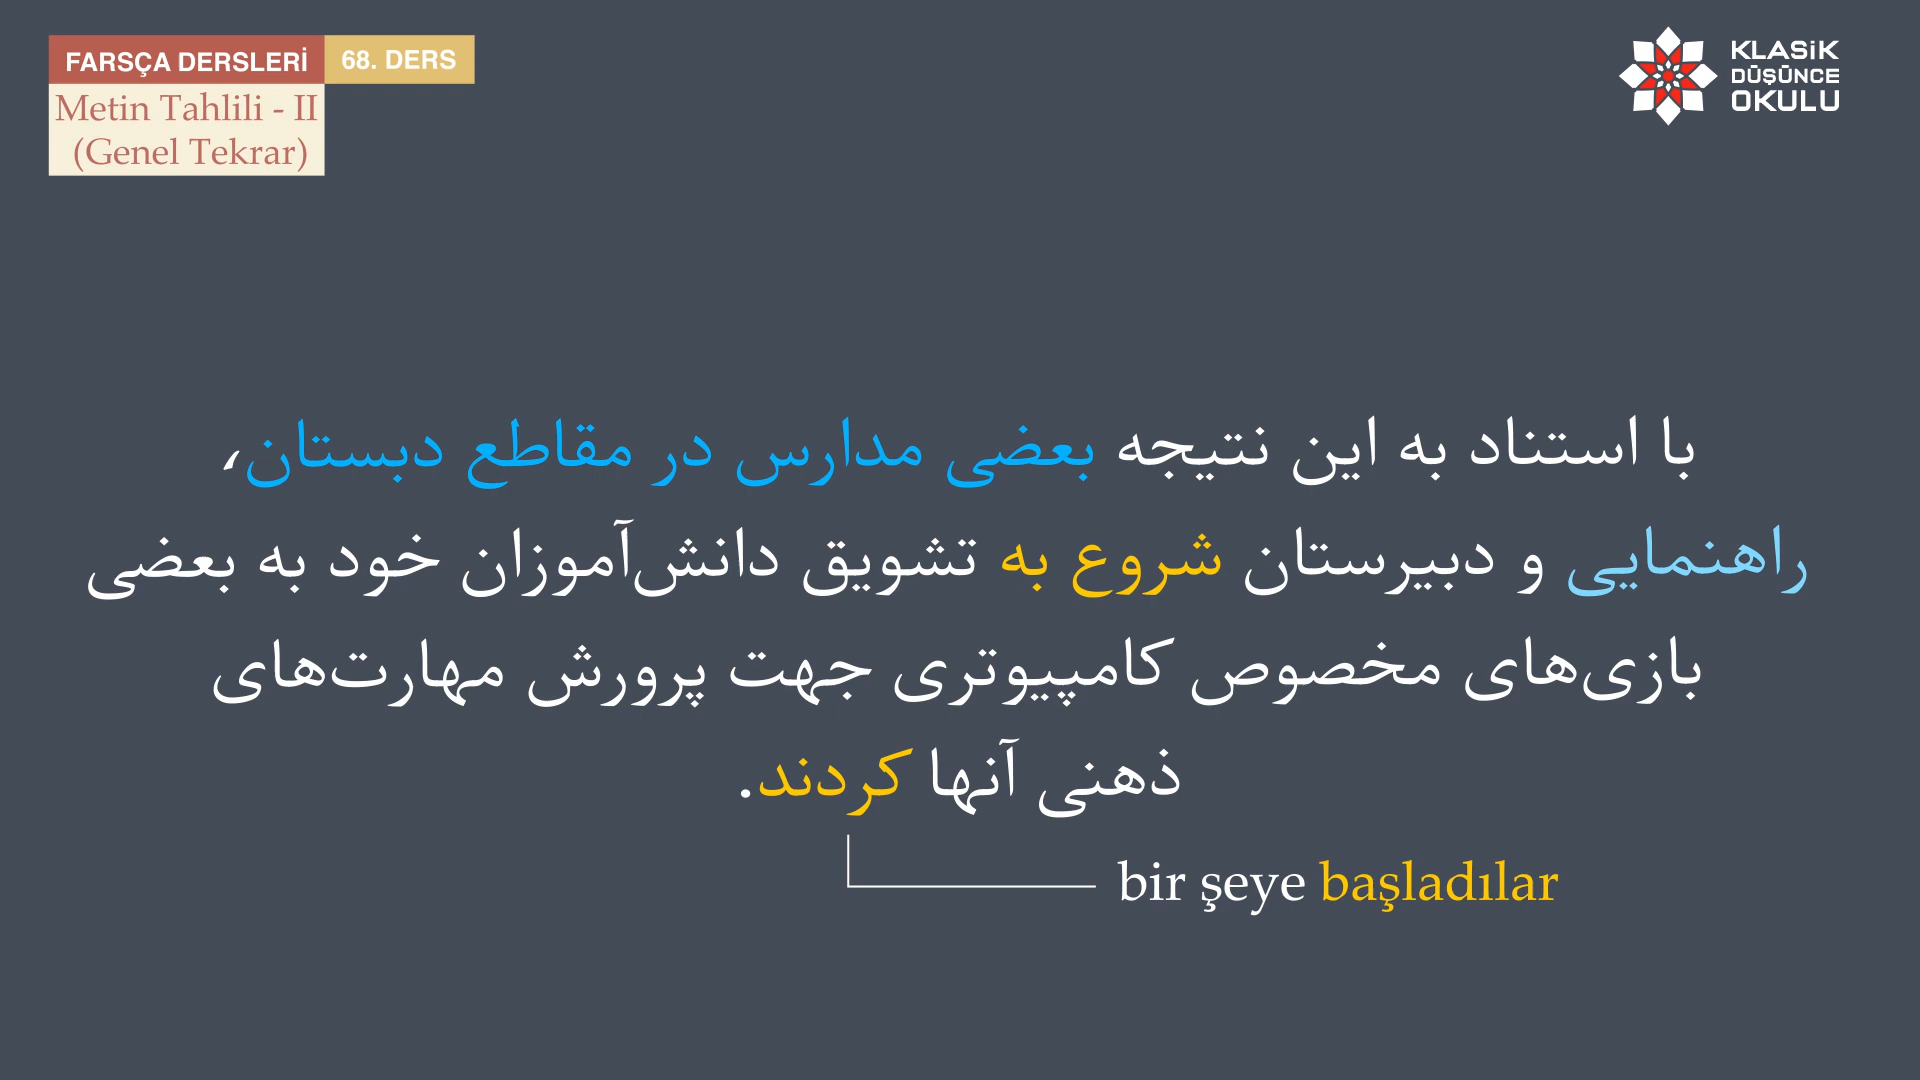 FARSÇA DERSLERİ
68. DERS
Metin Tahlili - II
(Genel Tekrar)
KLASiK
DÜŞÜNCE
OKULU
با استناد به این نتیجه بعضی مدارس در مقاطع دبستان،
راهنمایی و دبیرستان شروع به تشویق دانش‌آموزان خود به بعضی
بازی‌های مخصوص کامپیوتری جهت پرورش مهارت‌های
ذهنی آنها کردند.
bir şeye başladılar